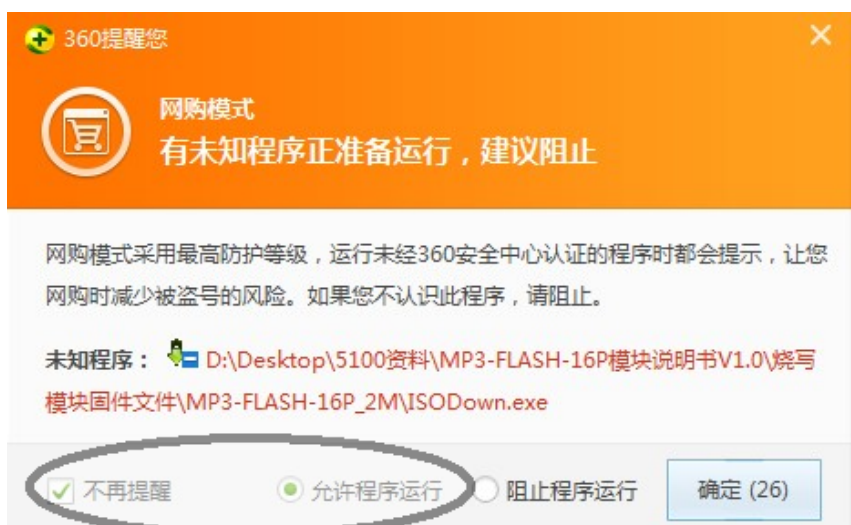 360提醒您
网购模式
有未知程序正准备运行，建议阻止
网购模式采用最高防护等级，运行未经360安全中心认证的程序时都会提示，让您
网购时减少被盗号的风险。如果您不认识此程序，请阻止。
未知程序： D:\Desktop\5100资料\MP3-FLASH-16P模块说明书V1.0\烧写
模块固件文件\MP3-FLASH-16P_2M\ISODown.exe
不再提醒 允许程序运行 阻止程序运行 确定 (26)